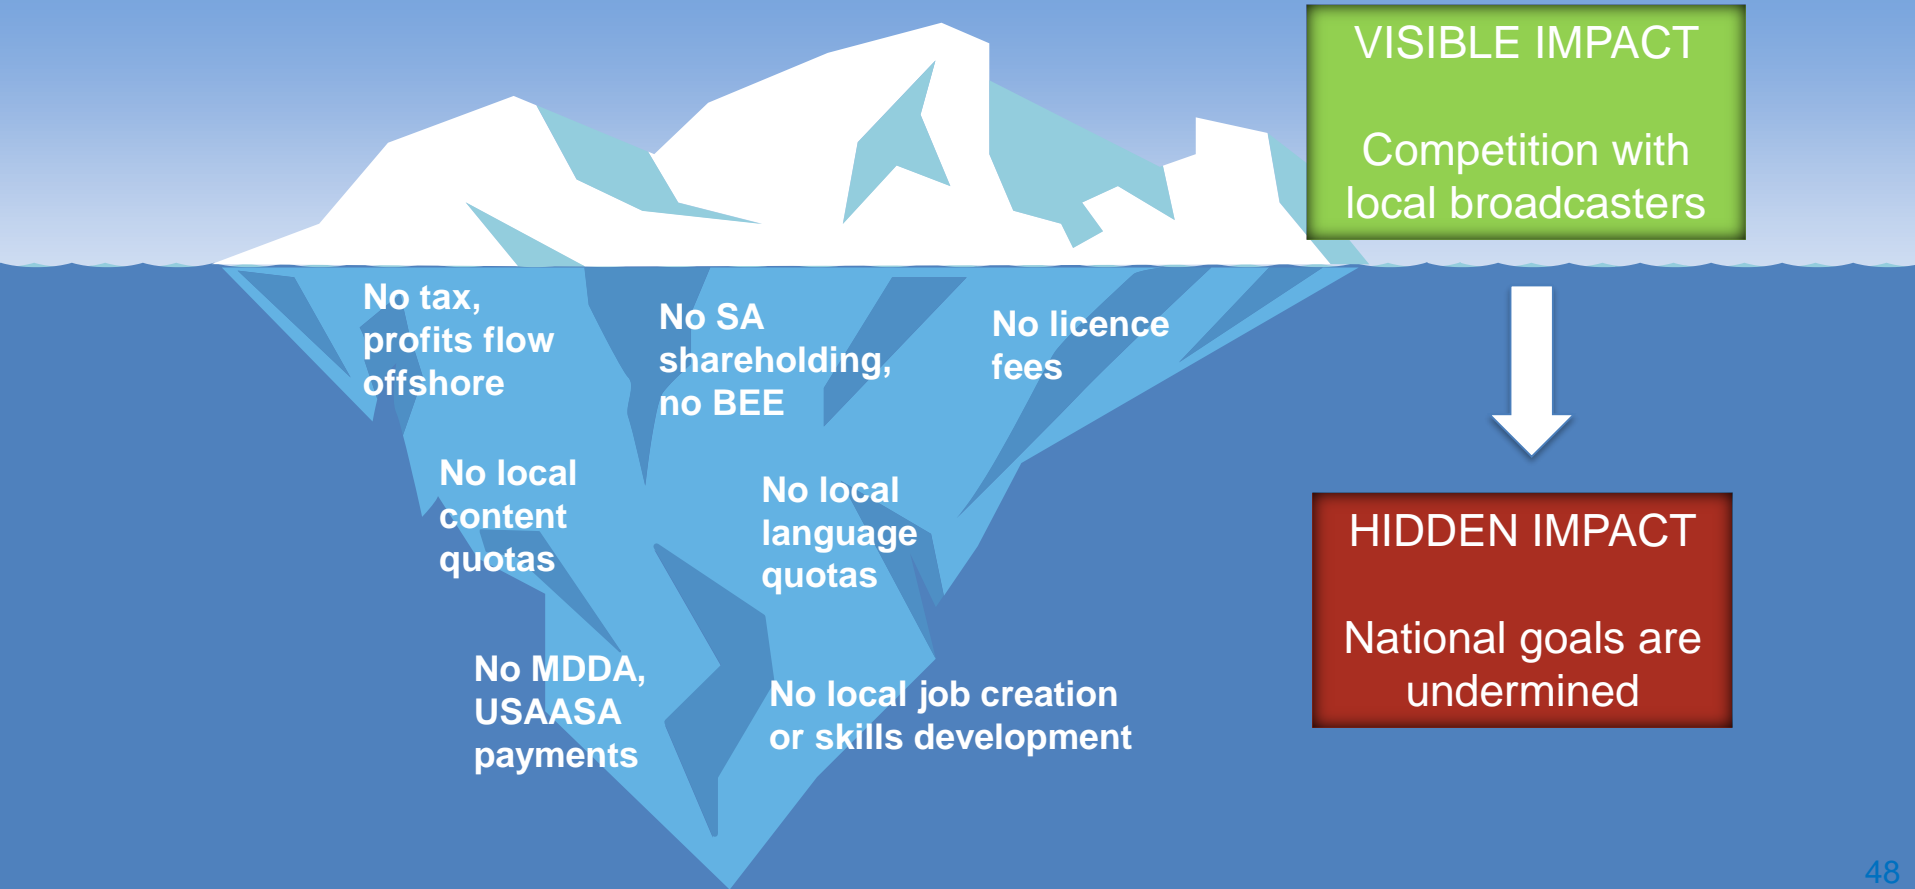 VISIBLE IMPACT
Competition with
local broadcasters
No tax,
profits flow
offshore
No SA
shareholding,
no BEE
No licence
fees
No local
content
quotas
No local
language
quotas
No MDDA,
USAASA
payments
No local job creation
or skills development
HIDDEN IMPACT
National goals are
undermined
48